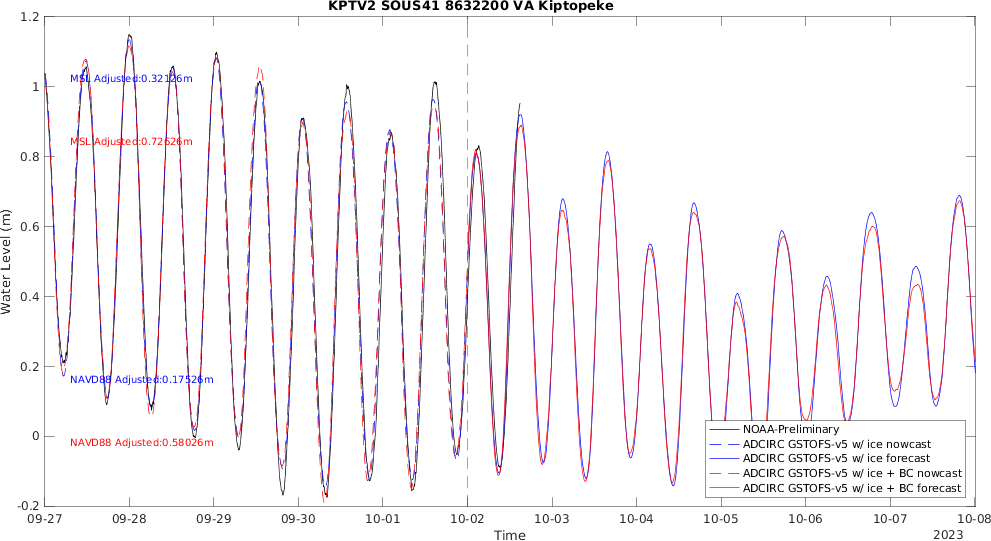 KPTV2 SOUS41 8632200 VA Kiptopeke
1.2
1
0.8
0.6
0.4
0.2
0
-0.2
Water Level (m)
MSL Adjusted:0.32126m
MSL Adjusted:0.72626m
NAVD88 Adjusted:0.17526m
NAVD88 Adjusted:0.58026m
NOAA-Preliminary
ADCIRC GSTOFS-v5 w/ ice nowcast
ADCIRC GSTOFS-v5 w/ ice forecast
ADCIRC GSTOFS-v5 w/ ice + BC nowcast
ADCIRC GSTOFS-v5 w/ ice + BC forecast
09-27 09-28 09-29 09-30 10-01 10-02 10-03 10-04 10-05 10-06 10-07 10-08
Time
2023